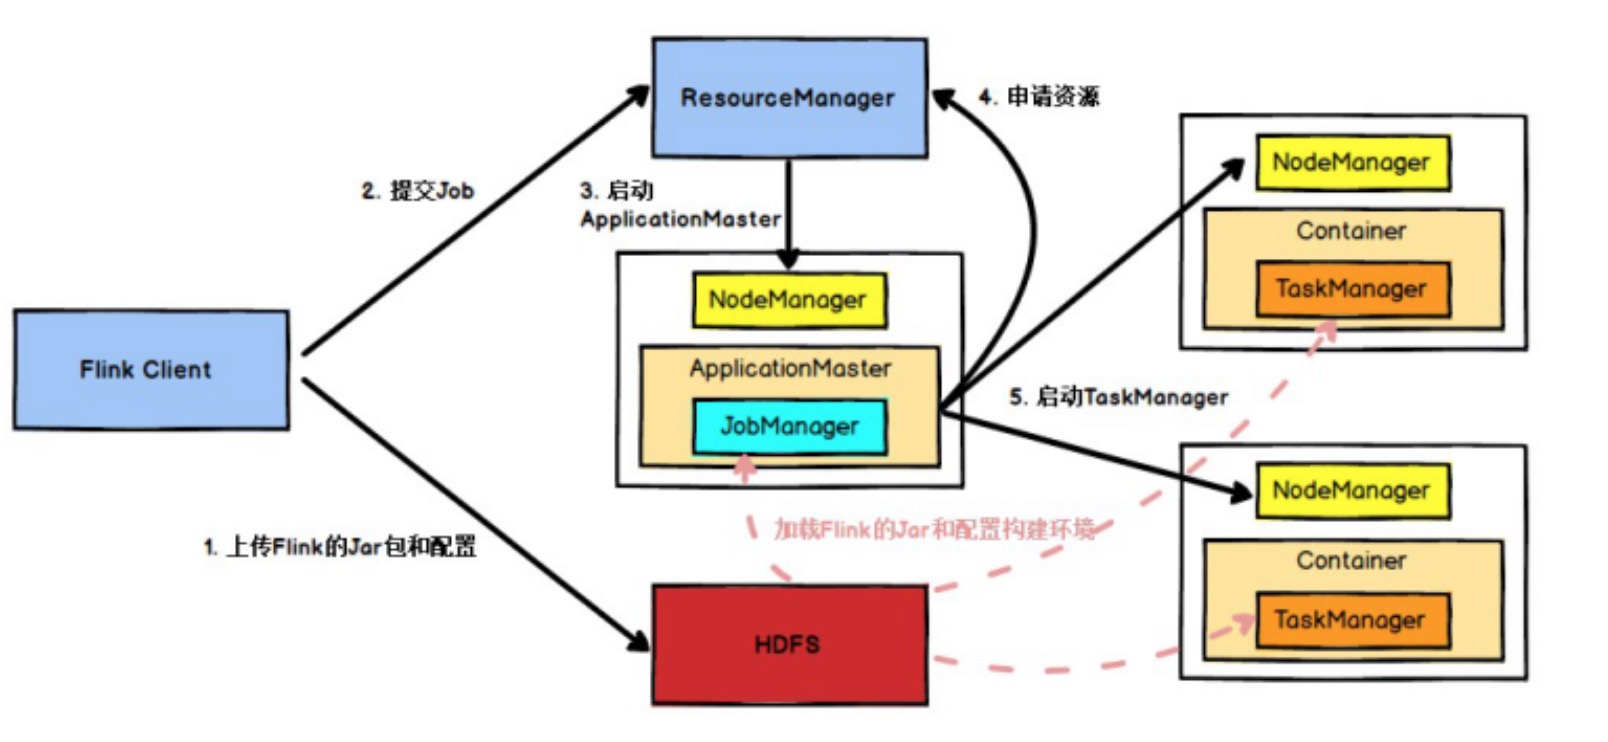 ResourceManager
4. 申请资源
NodeManager
2. 提交Job
3. 启动
ApplicationMaster
Container
TaskManager
NodeManager
Flink Client
ApplicationMaster
JobManager
5. 启动TaskManager
NodeManager
1. 上传Flink的Jar包和配置
加载Flink的Jar和配置构建环境
Container
HDFS
TaskManager